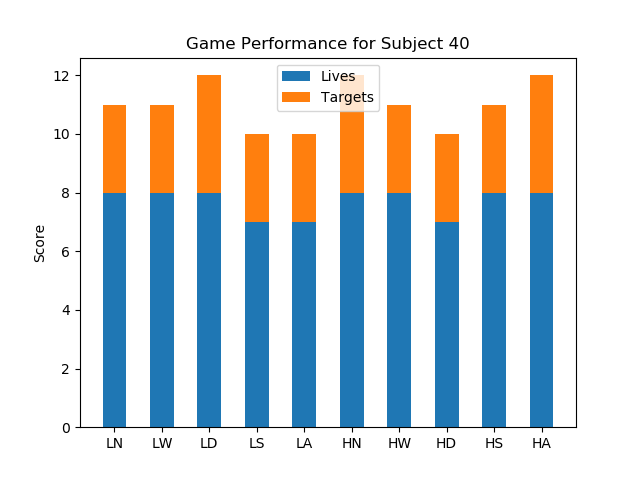 Game Performance for Subject 40
Lives
Targets
12
10
8
6
4
2
0
Score
LN LW LD LS LA HN HW HD HS HA